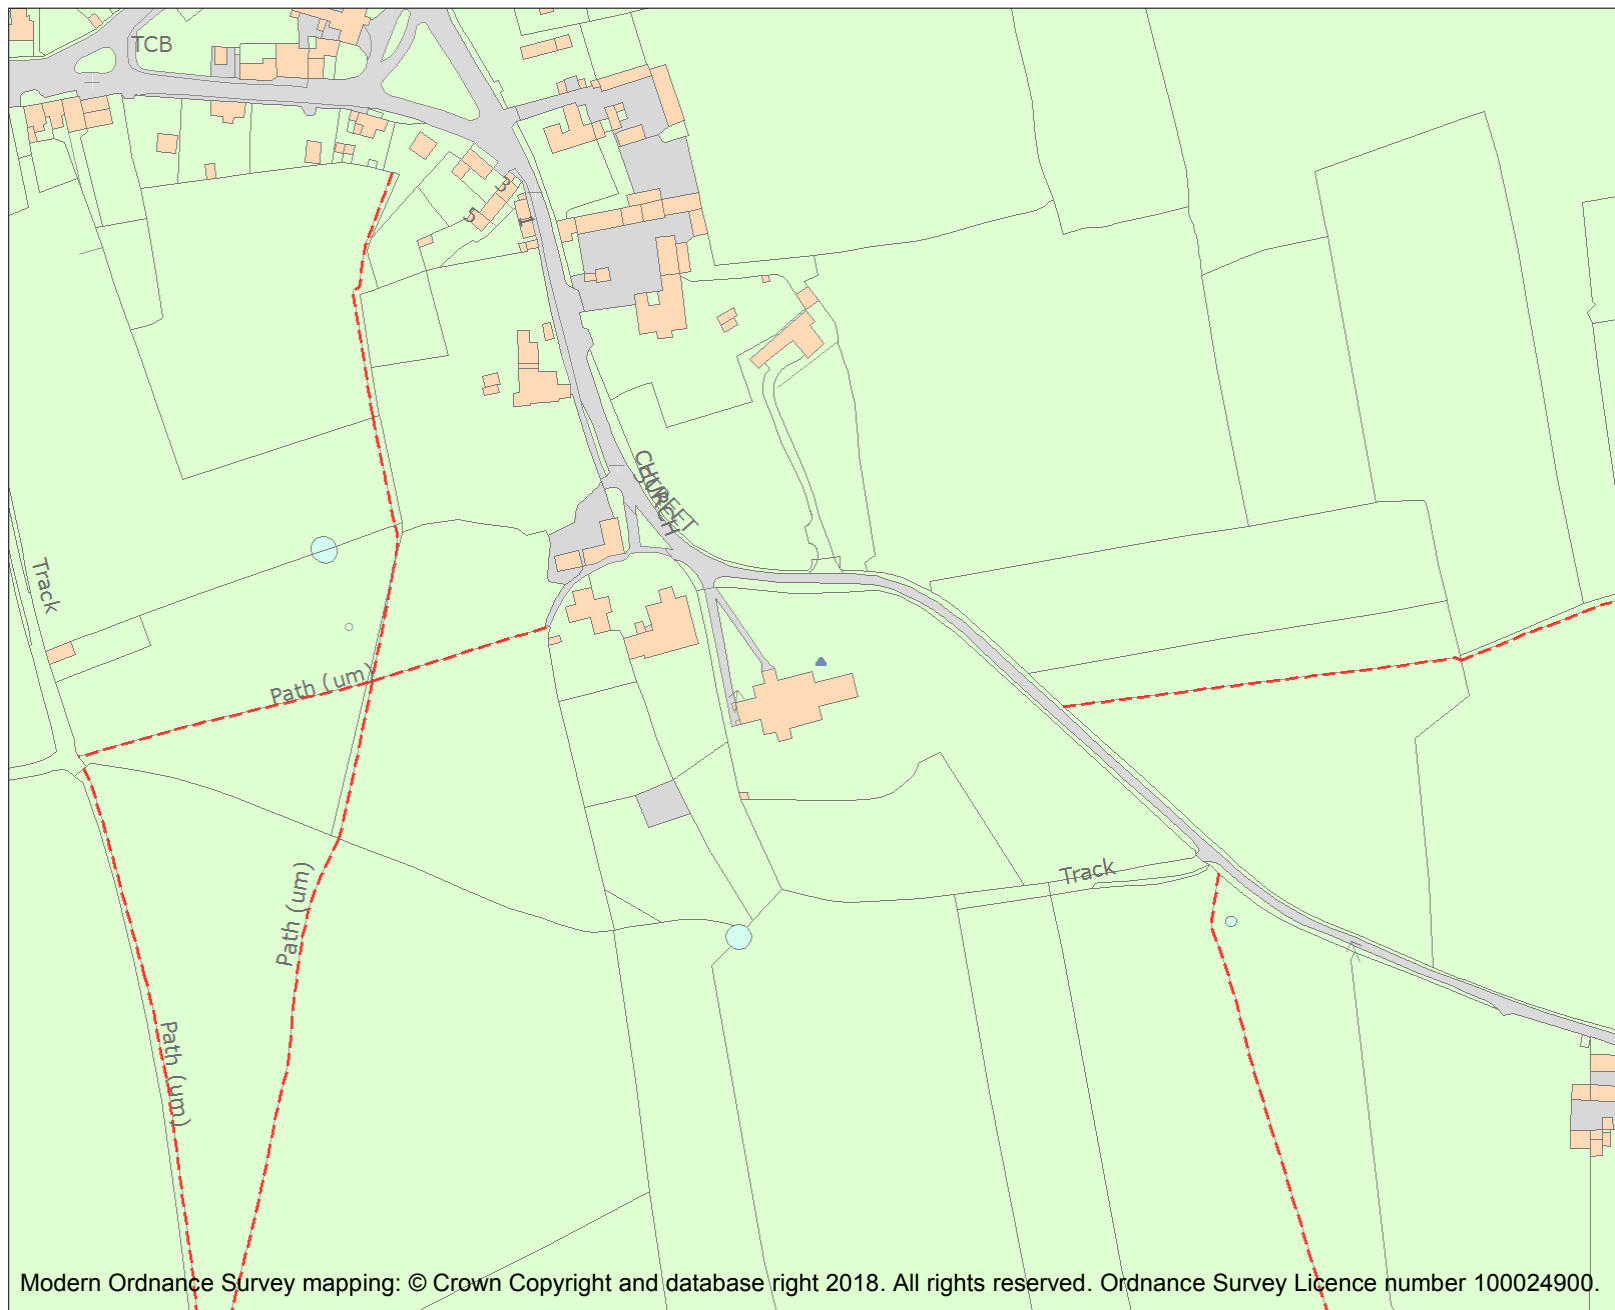 TCB
3
5
1
CHURCH
STREET
Track
Path (um)
Track
Path (um)
Path (um)
Modern Ordnance Survey mapping: © Crown Copyright and database right 2018. All rights reserved. Ordnance Survey Licence number 100024900.